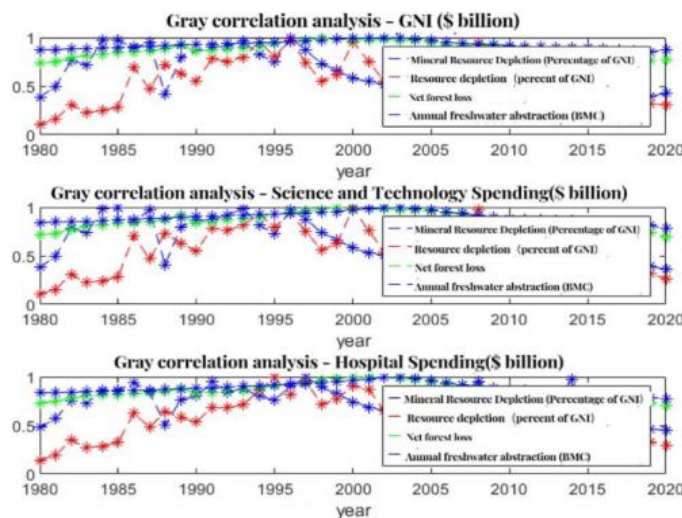 Gray correlation analysis - GNI ($ billion)
1
0.5
0
Mineral Resource Depletion (Percentage of GNI)
Resource depletion (percent of GNI)
Net forest loss
Annual freshwater abstraction (BMC)
1980 1985 1990 1995 2000 2005 2010 2015 2020
year
Gray correlation analysis - Science and Technology Spending($ billion)
1
0.5
0
Mineral Resource Depletion (Percentage of GNI)
Resource depletion (percent of GNI)
Net forest loss
Annual freshwater abstraction (BMC)
1980 1985 1990 1995 2000 2005 2010 2015 2020
year
Gray correlation analysis - Hospital Spending($ billion)
1
0.5
0
Mineral Resource Depletion (Percentage of GNI)
Resource depletion (percent of GNI)
Net forest loss
Annual freshwater abstraction (BMC)
1980 1985 1990 1995 2000 2005 2010 2015 2020
year